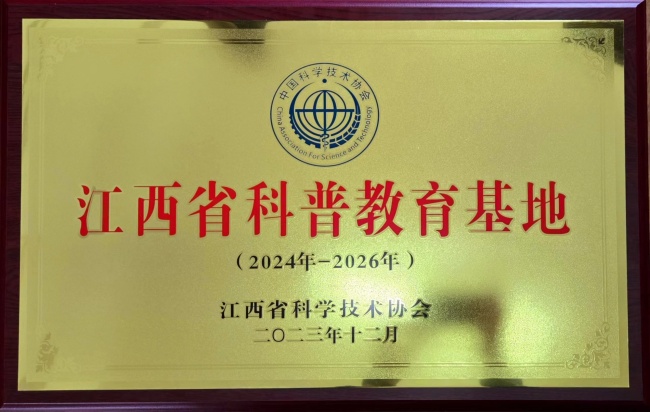 中国科学技术协会
China Association For Science and Technology
江西省科普教育基地
（2024年-2026年）
江西省科学技术协会
二〇二三年十二月